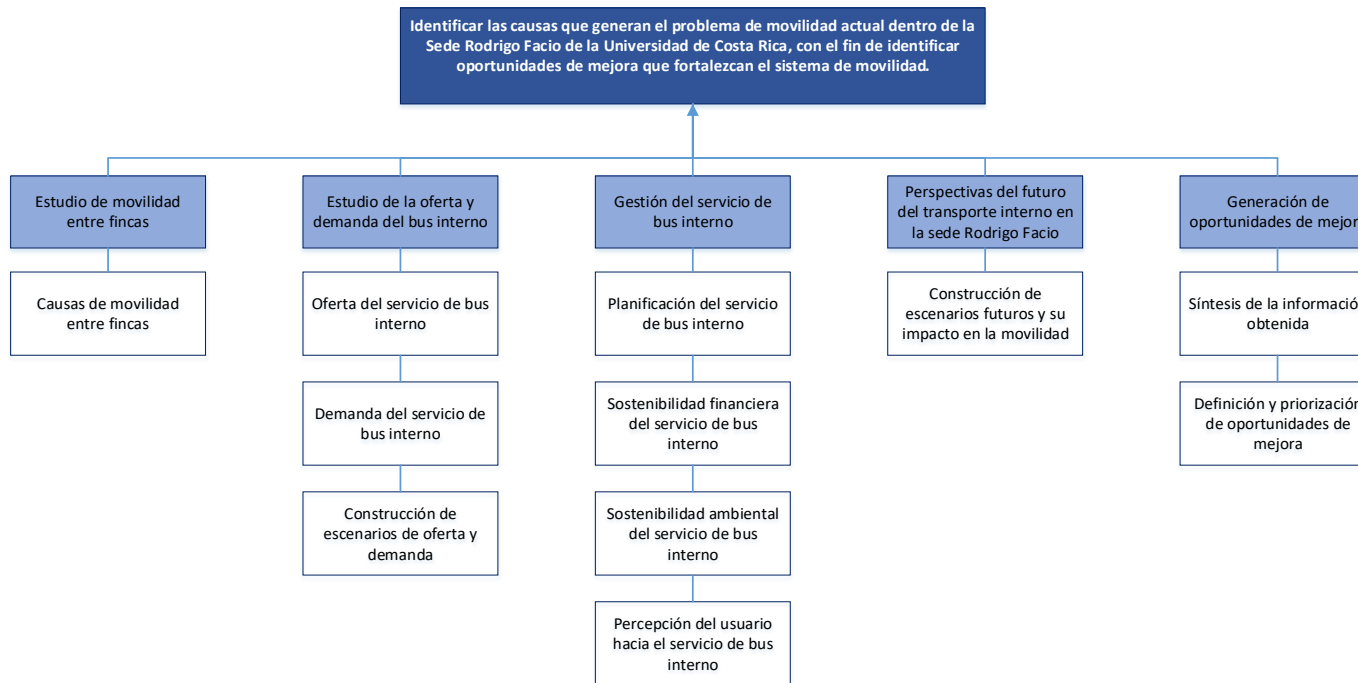 Identificar las causas que generan el problema de movilidad actual dentro de la
Sede Rodrigo Facio de la Universidad de Costa Rica, con el fin de identificar
oportunidades de mejora que fortalezcan el sistema de movilidad.
Estudio de movilidad
entre fincas
Causas de movilidad
entre fincas
Estudio de la oferta y
demanda del bus interno
Oferta del servicio de bus
interno
Demanda del servicio de
bus interno
Construcción de
escenarios de oferta y
demanda
Gestión del servicio de
bus interno
Planificación del servicio
de bus interno
Sostenibilidad financiera
del servicio de bus
interno
Sostenibilidad ambiental
del servicio de bus
interno
Percepción del usuario
hacia el servicio de bus
interno
Perspectivas del futuro
del transporte interno en
la sede Rodrigo Facio
Construcción de
escenarios futuros y su
impacto en la movilidad
Generación de
oportunidades de mejor
Síntesis de la informació
obtenida
Definición y priorización
de oportunidades de
mejora